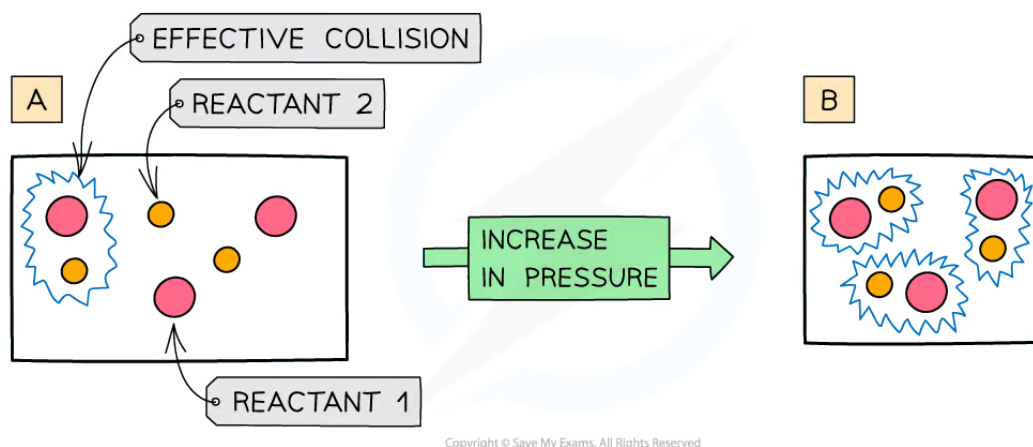 EFFECTIVE COLLISION
A
REACTANT 2
B
INCREASE
IN PRESSURE
REACTANT 1
Copyright © Save My Exams. All Rights Reserved